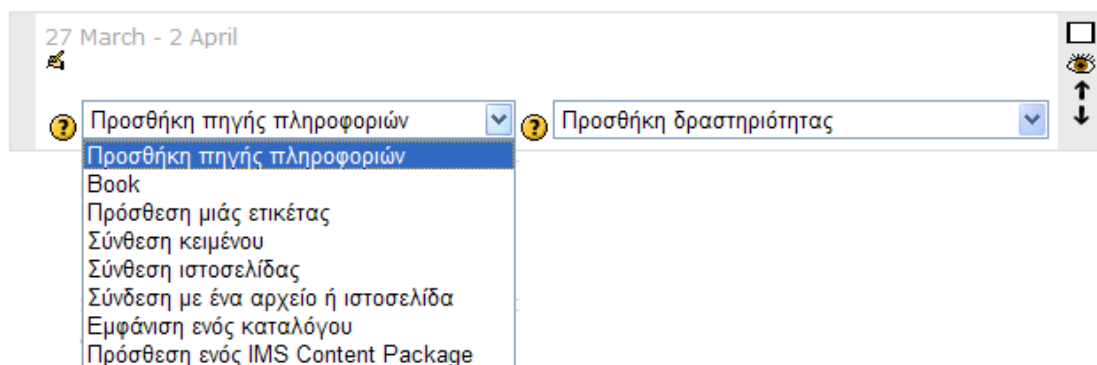 27 March - 2 April
Προσθήκη πηγής πληροφοριών
Προσθήκη δραστηριότητας
Προσθήκη πηγής πληροφοριών
Book
Πρόσθεση μιάς ετικέτας
Σύνθεση κειμένου
Σύνθεση ιστοσελίδας
Σύνδεση με ένα αρχείο ή ιστοσελίδα
Εμφάνιση ενός καταλόγου
Πρόσθεση ενός IMS Content Package